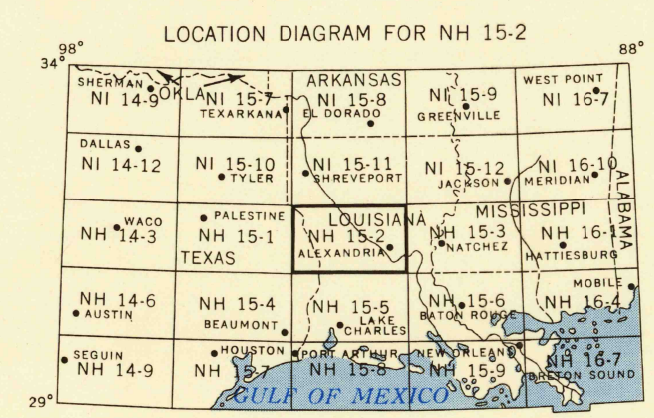 LOCATION DIAGRAM FOR NH 15-2
98° 88°
34°
SHERMAN OKLA. ARKANSAS WEST POINT
NI 14-9 NI 15-7 NI 15-8 NI 15-9 NI 16-7
TEXARKANA EL DORADO GREENVILLE
DALLAS
NI 14-12 NI 15-10 NI 15-11 NI 15-12 NI 16-10
TYLER SHREVEPORT JACKSON MERIDIAN
ALABAMA
WACO PALESTINE LOUISIANA MISSISSIPPI
NH 14-3 NH 15-1 NH 15-2 NH 15-3 NH 16-1
TEXAS ALEXANDRIA NATCHEZ HATTIESBURG
MOBILE
NH 14-6 NH 15-4 NH 15-5 NH 15-6 NH 16-4
AUSTIN BEAUMONT LAKE CHARLES BATON ROUGE
SEGUIN HOUSTON PORT ARTHUR NEW ORLEANS
NH 14-9 NH 15-7 NH 15-8 NH 15-9 NH 16-7
BRETON SOUND
29° GULF OF MEXICO